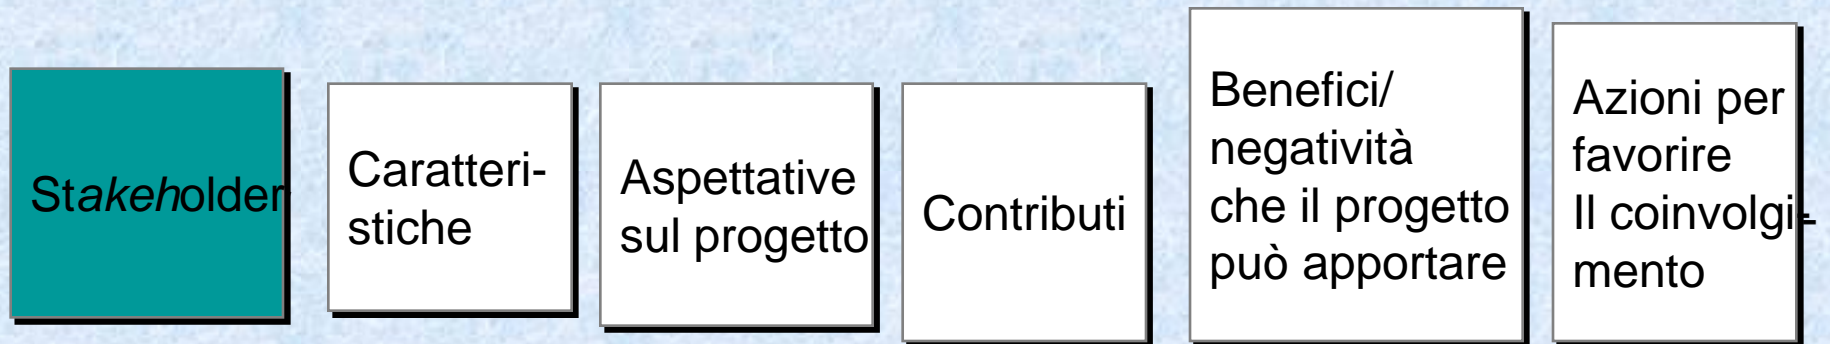 Stakeholder
Caratteri-
stiche
Aspettative
sul progetto
Contributi
Benefici/
negatività
che il progetto
può apportare
Azioni per
favorire
Il coinvolgi-
mento